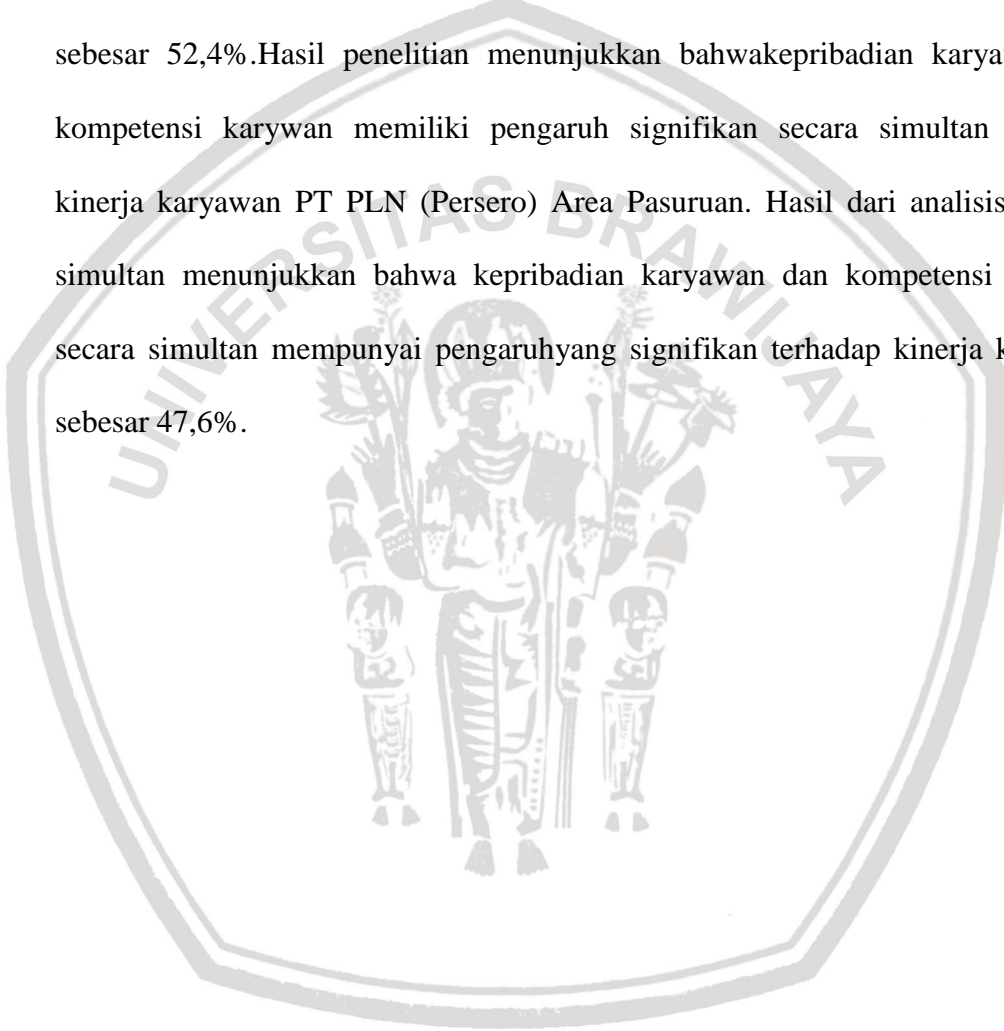 sebesar 52,4%.Hasil penelitian menunjukkan bahwakepribadian karya
kompetensi karywan memiliki pengaruh signifikan secara simultan
kinerja karyawan PT PLN (Persero) Area Pasuruan. Hasil dari analisis
simultan menunjukkan bahwa kepribadian karyawan dan kompetensi
secara simultan mempunyai pengaruhyang signifikan terhadap kinerja k
sebesar 47,6%.
UNIVERSITAS BRAWIJAYA